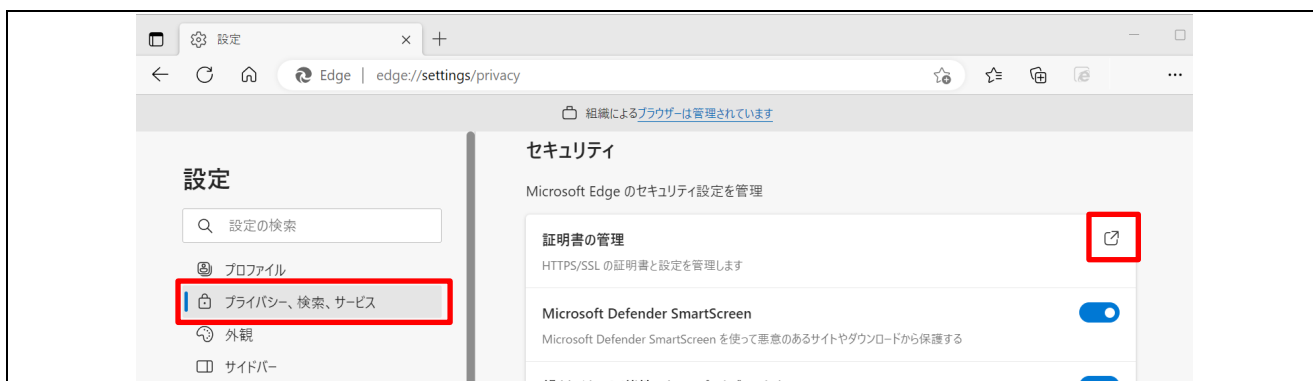 設定
Edge | edge://settings/privacy
組織によるブラウザーは管理されています
設定
設定の検索
プロファイル
プライバシー、検索、サービス
外観
サイドバー
セキュリティ
Microsoft Edge のセキュリティ設定を管理
証明書の管理
HTTPS/SSL の証明書と設定を管理します
Microsoft Defender SmartScreen
Microsoft Defender SmartScreen を使って悪意のあるサイトやダウンロードから保護する